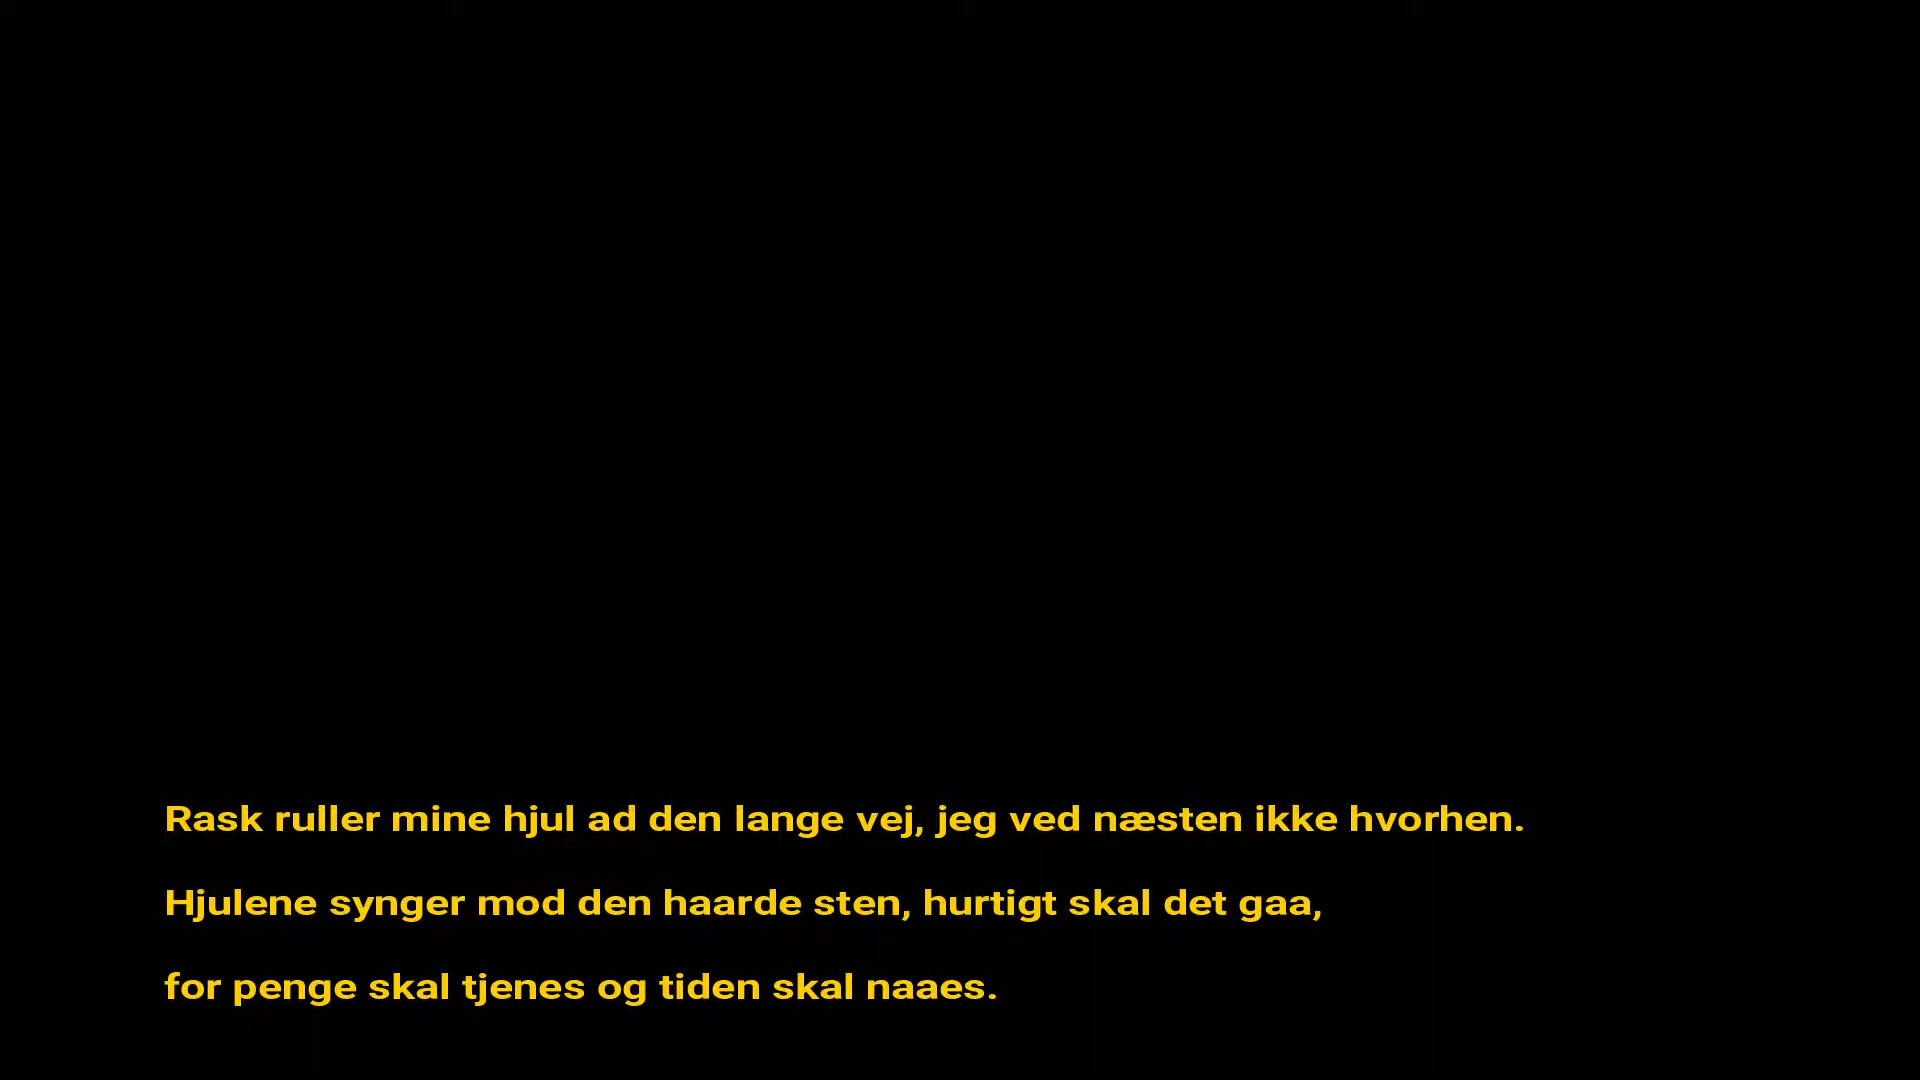 Rask ruller mine hjul ad den lange vej, jeg ved næsten ikke hvorhen.
Hjulene synger mod den haarde sten, hurtigt skal det gaa,
for penge skal tjenes og tiden skal naaes.